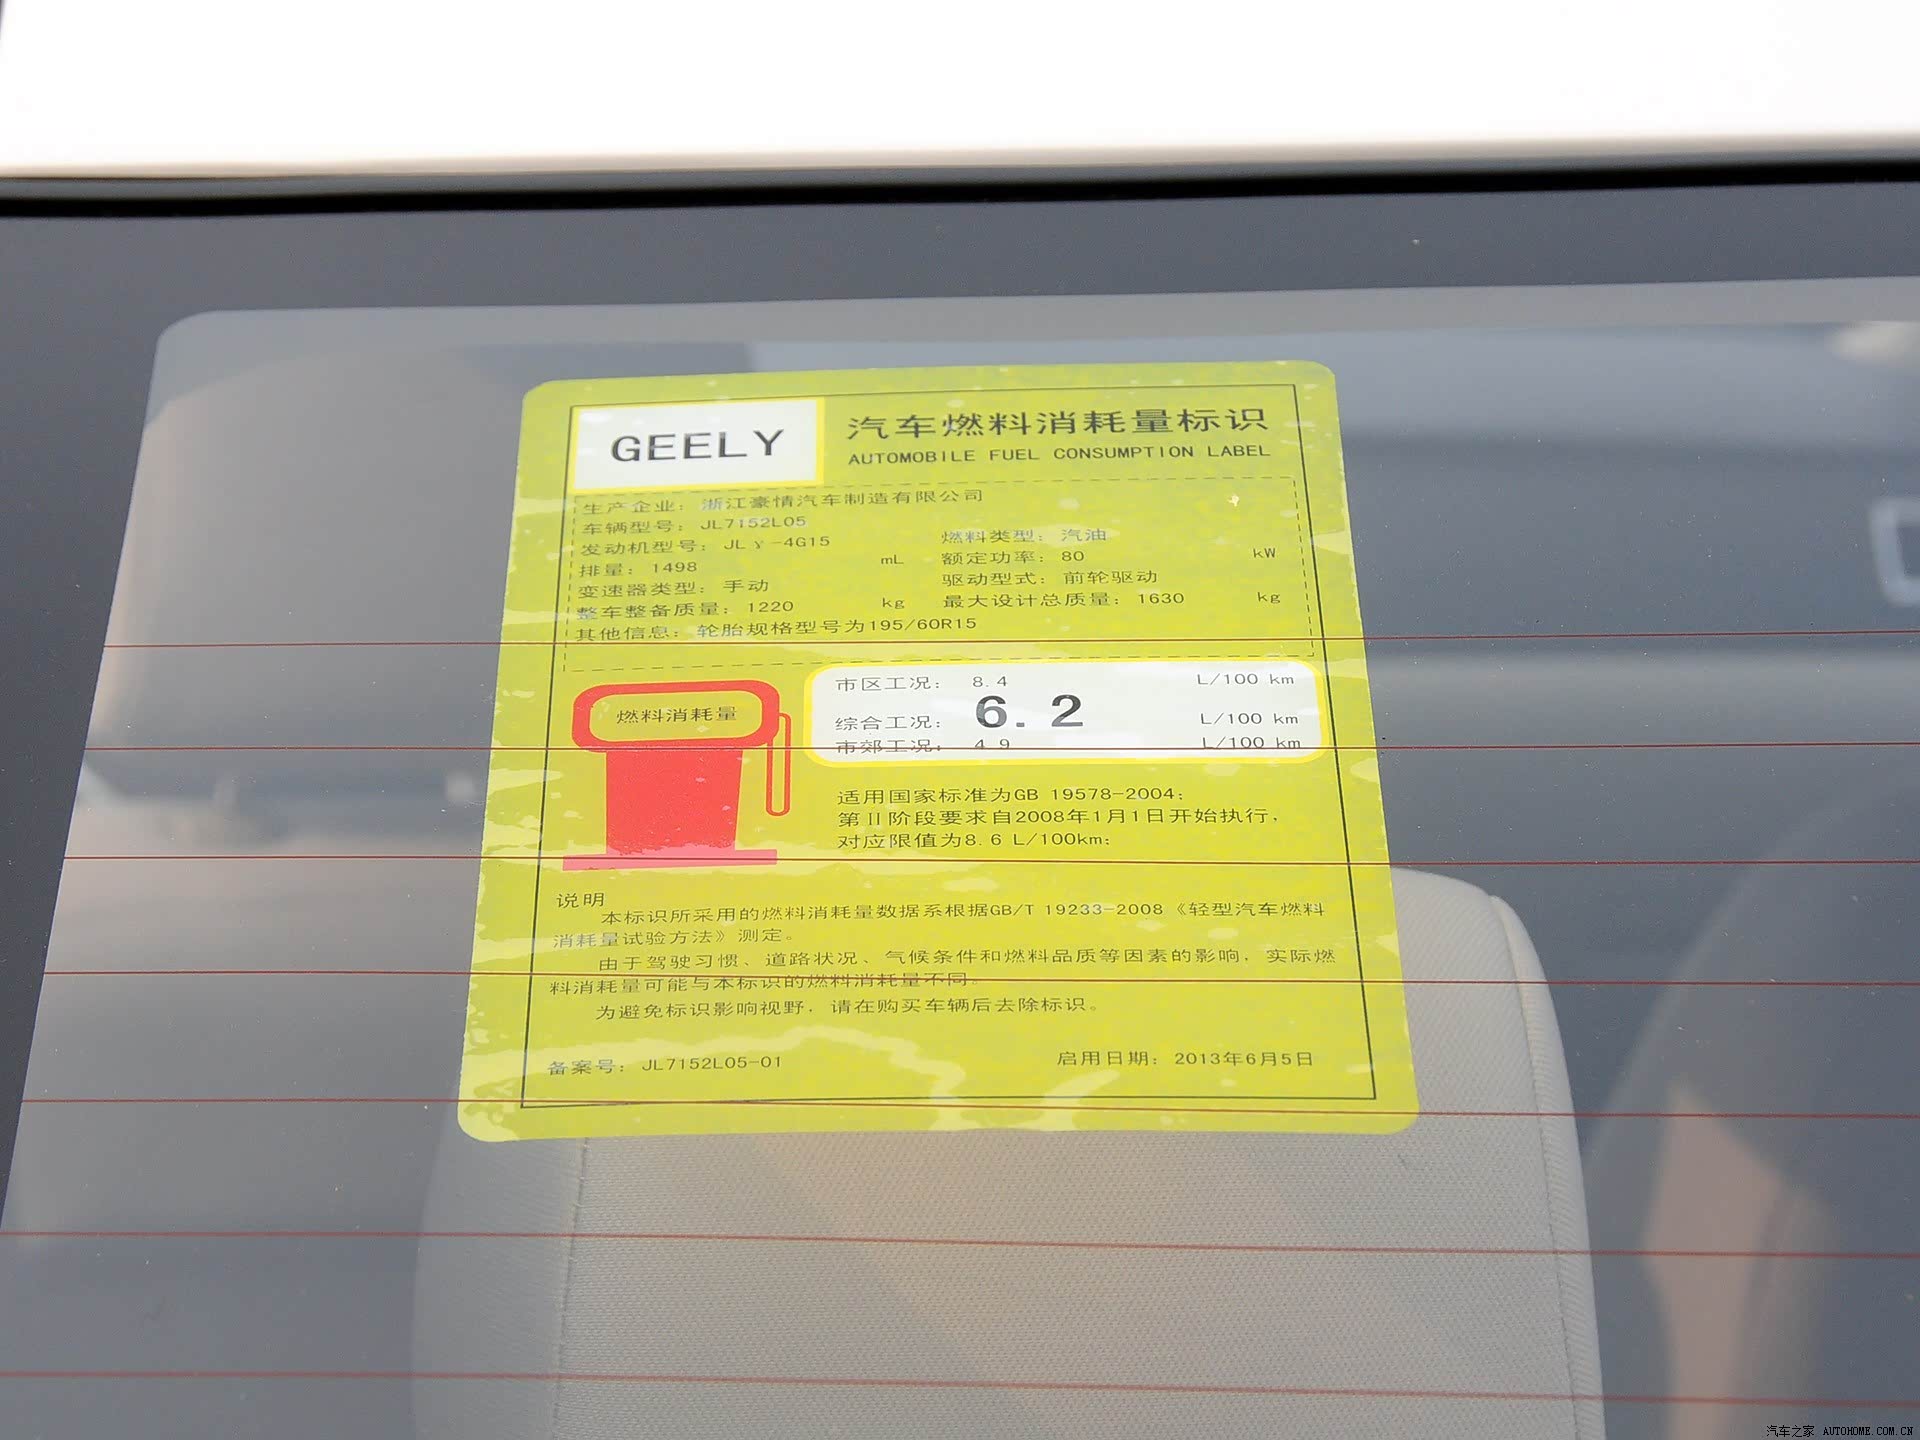 GEELY
汽车燃料消耗量标识
AUTOMOBILE FUEL CONSUMPTION LABEL
生产企业：浙江豪情汽车制造有限公司
车辆型号：JL7152L05
发动机型号：JLγ-4G15 燃料类型：汽油
排量：1498 mL 额定功率：80 kW
变速器类型：手动 驱动型式：前轮驱动
整车整备质量：1220 kg 最大设计总质量：1630 kg
其他信息：轮胎规格型号为195/60R15
燃料消耗量
市区工况：8.4 L/100 km
综合工况：6.2 L/100 km
市郊工况：4.9 L/100 km
适用国家标准为GB 19578-2004；
第Ⅱ阶段要求自2008年1月1日开始执行，
对应限值为8.6 L/100km；
说明
本标识所采用的燃料消耗量数据系根据GB/T 19233-2008《轻型汽车燃料
消耗量试验方法》测定。
由于驾驶习惯、道路状况、气候条件和燃料品质等因素的影响，实际燃
料消耗量可能与本标识的燃料消耗量不同。
为避免标识影响视野，请在购买车辆后去除标识。
备案号：JL7152L05-01 启用日期：2013年6月5日
汽车之家 AUTOHOME.COM.CN